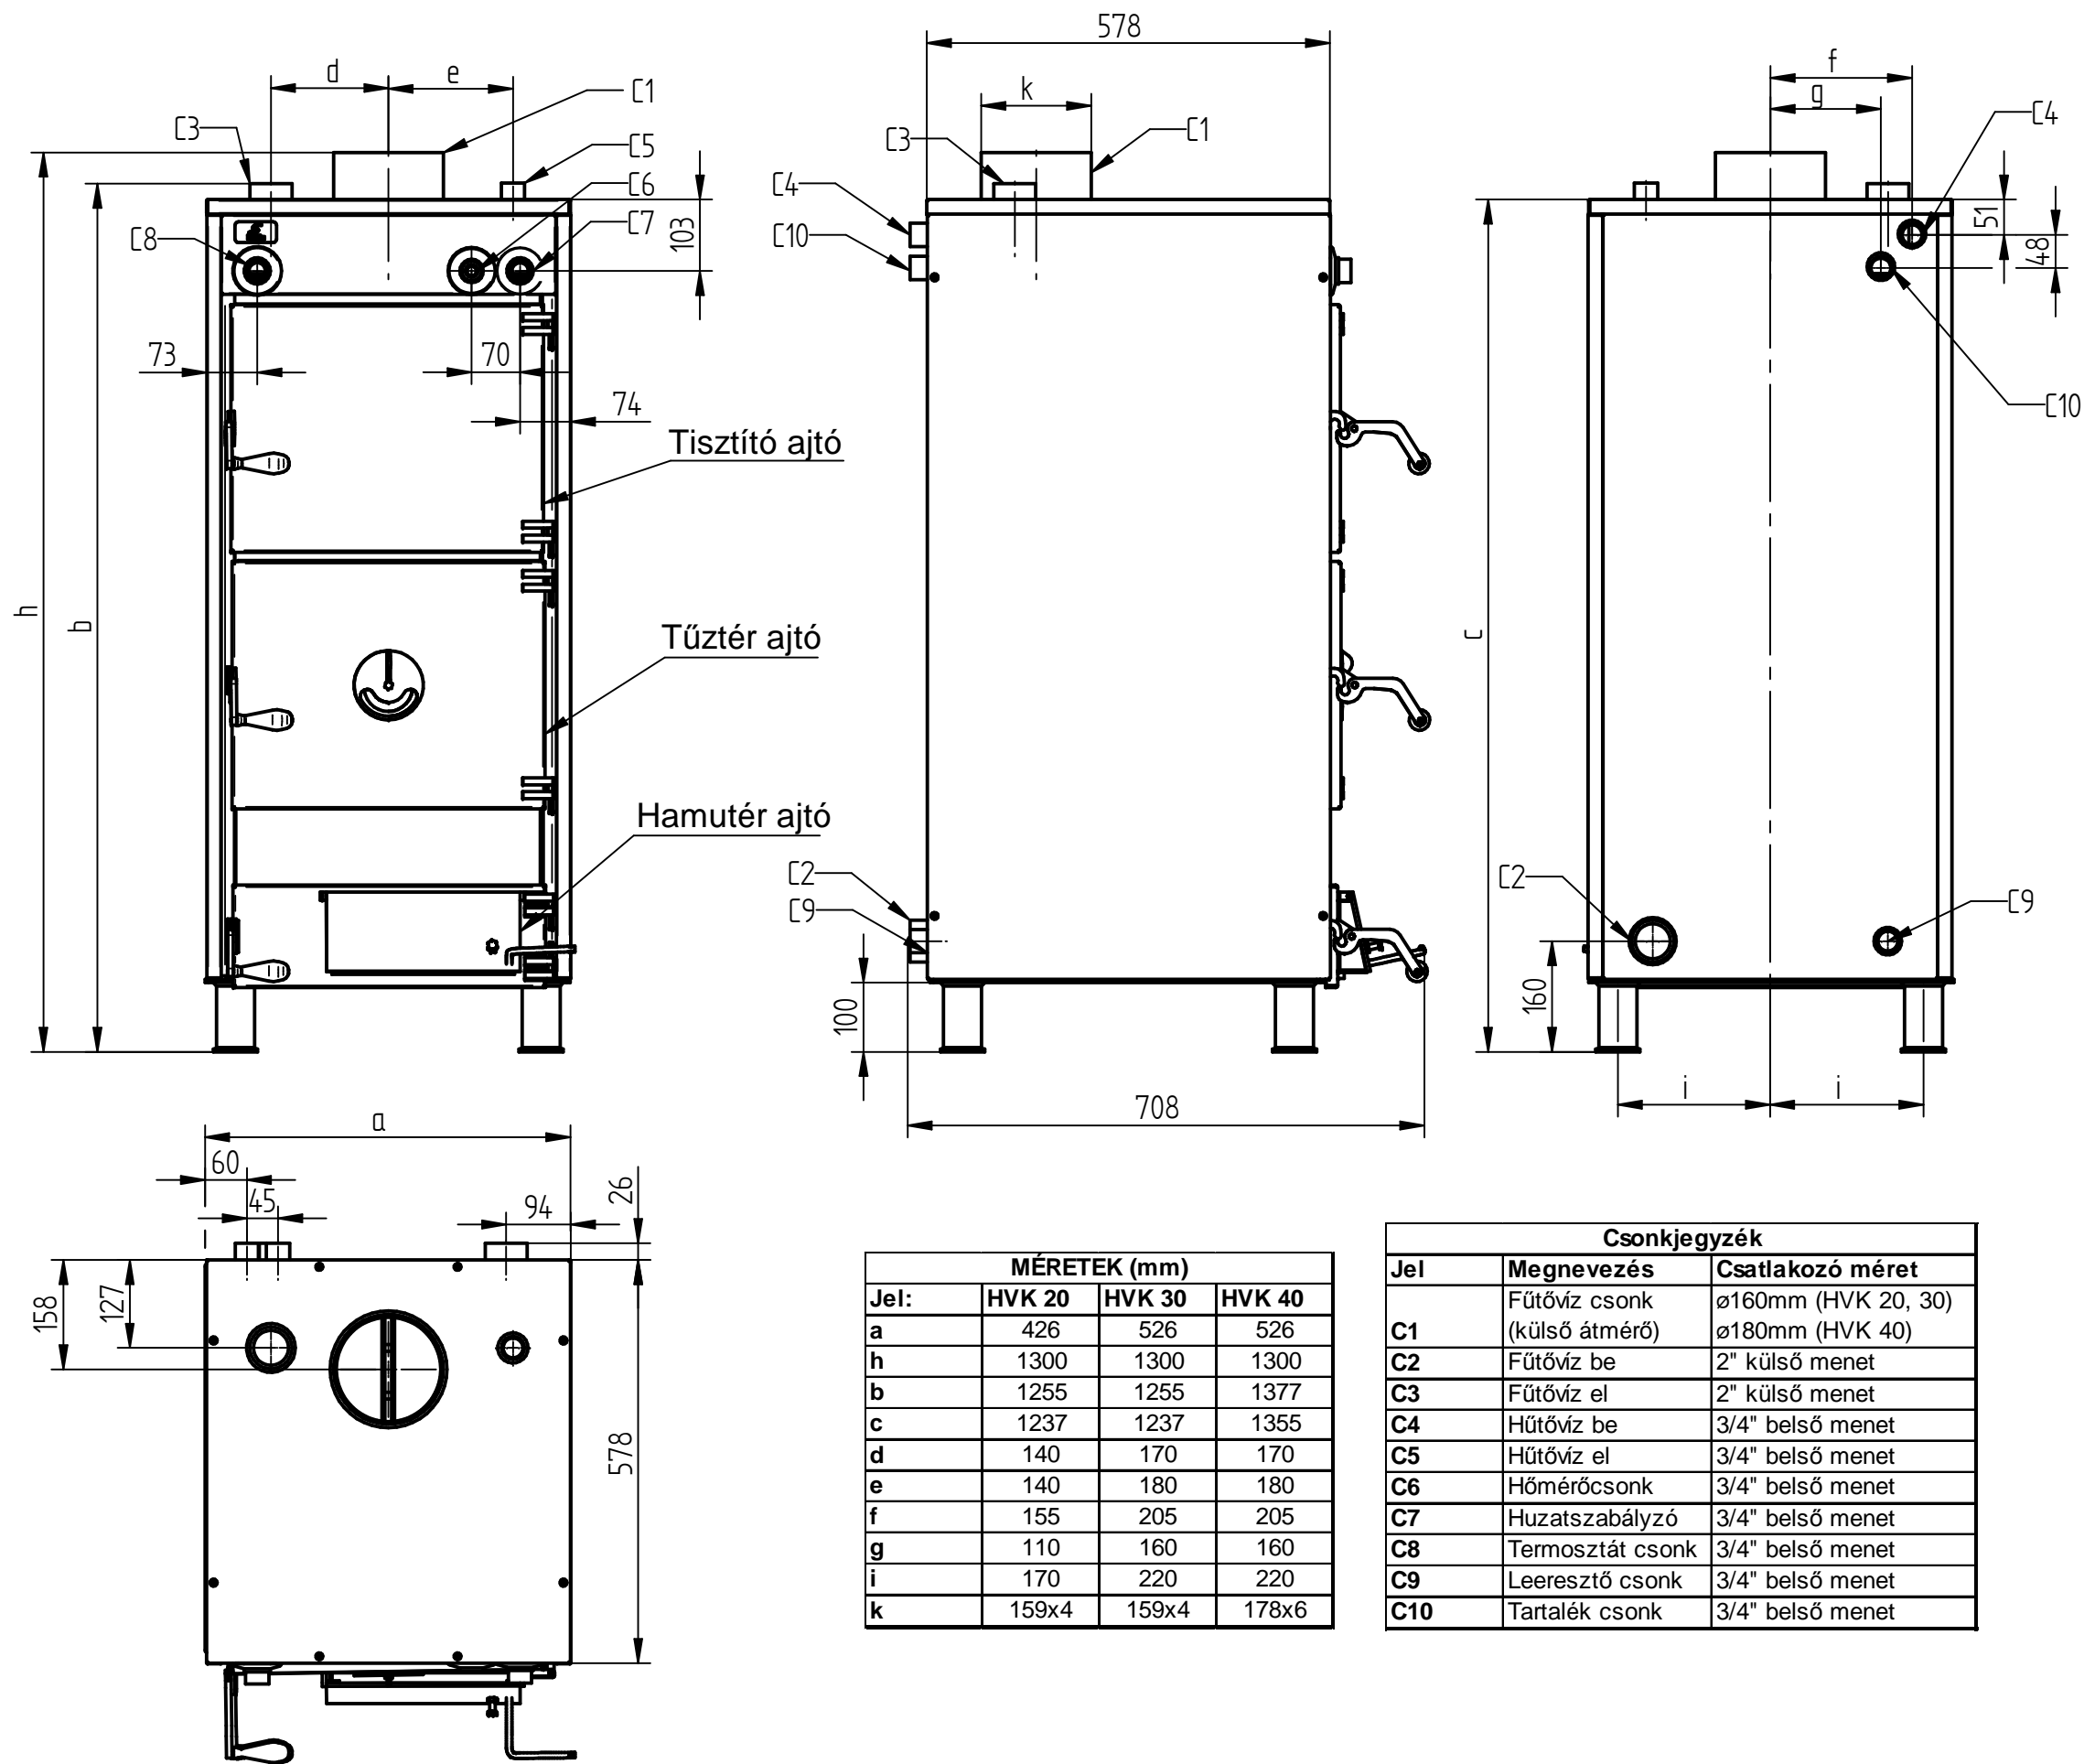 d
e
C1
C3
C5
C6
C7
C8
103
73
70
74
Tisztító ajtó
h
b
Tűztér ajtó
Hamutér ajtó
578
k
C3
C1
C4
C10
C2
C9
100
708
f
g
C4
51
48
C10
c
C2
C9
160
i
i
a
60
45
94
26
158
127
578
MÉRETEK (mm)
Jel: HVK 20 HVK 30 HVK 40
a 426 526 526
h 1300 1300 1300
b 1255 1255 1377
c 1237 1237 1355
d 140 170 170
e 140 180 180
f 155 205 205
g 110 160 160
i 170 220 220
k 159x4 159x4 178x6
Csonkjegyzék
Jel Megnevezés Csatlakozó méret
Fűtővíz csonk ø160mm (HVK 20, 30)
C1 (külső átmérő) ø180mm (HVK 40)
C2 Fűtővíz be 2" külső menet
C3 Fűtővíz el 2" külső menet
C4 Hűtővíz be 3/4" belső menet
C5 Hűtővíz el 3/4" belső menet
C6 Hőmérőcsonk 3/4" belső menet
C7 Huzatszabályzó 3/4" belső menet
C8 Termosztát csonk 3/4" belső menet
C9 Leeresztő csonk 3/4" belső menet
C10 Tartalék csonk 3/4" belső menet